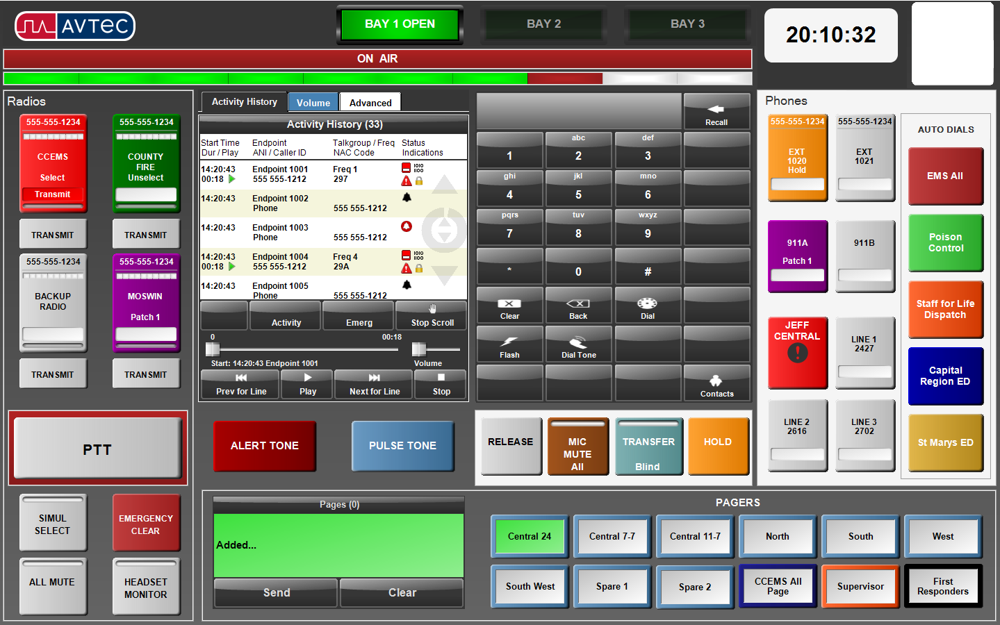 AVTEC
BAY 1 OPEN
BAY 2
BAY 3
20:10:32
ON AIR
Radios
555-555-1234
CCEMS
Select
Transmit
555-555-1234
COUNTY
FIRE
Unselect
TRANSMIT
TRANSMIT
555-555-1234
BACKUP
RADIO
555-555-1234
MOSWIN
Patch 1
TRANSMIT
TRANSMIT
PTT
SIMUL
SELECT
EMERGENCY
CLEAR
ALL MUTE
HEADSET
MONITOR
Activity History
Volume
Advanced
Activity History (33)
Start Time Endpoint Talkgroup / Freq Status
Dur / Play ANI / Caller ID NAC Code Indications
14:20:43 Endpoint 1001 Freq 1
00:18 555 555-1212 297
14:20:43 Endpoint 1002
Phone 555 555-1212
14:20:43 Endpoint 1003
Phone 555 555-1212
14:20:43 Endpoint 1004 Freq 4
00:18 555 555-1212 29A
14:20:43 Endpoint 1005
Phone 555 555-1212
Activity
Emerg
Stop Scroll
0 00:18
Start: 14:20:43 Endpoint 1001 Volume
Prev for Line
Play
Next for Line
Stop
ALERT TONE
PULSE TONE
Recall
1
abc
2
def
3
ghi
4
jkl
5
mno
6
pqrs
7
tuv
8
wxyz
9
*
0
#
Clear
Back
Dial
Flash
Dial Tone
Contacts
RELEASE
MIC
MUTE
All
TRANSFER
Blind
HOLD
Phones
555-555-1234
EXT
1020
Hold
555-555-1234
EXT
1021
911A
Patch 1
911B
JEFF
CENTRAL
LINE 1
2427
LINE 2
2616
LINE 3
2702
AUTO DIALS
EMS All
Poison
Control
Staff for Life
Dispatch
Capital
Region ED
St Marys ED
Pages (0)
Added...
Send
Clear
PAGERS
Central 24
Central 7-7
Central 11-7
North
South
West
South West
Spare 1
Spare 2
CCEMS All
Page
Supervisor
First
Responders